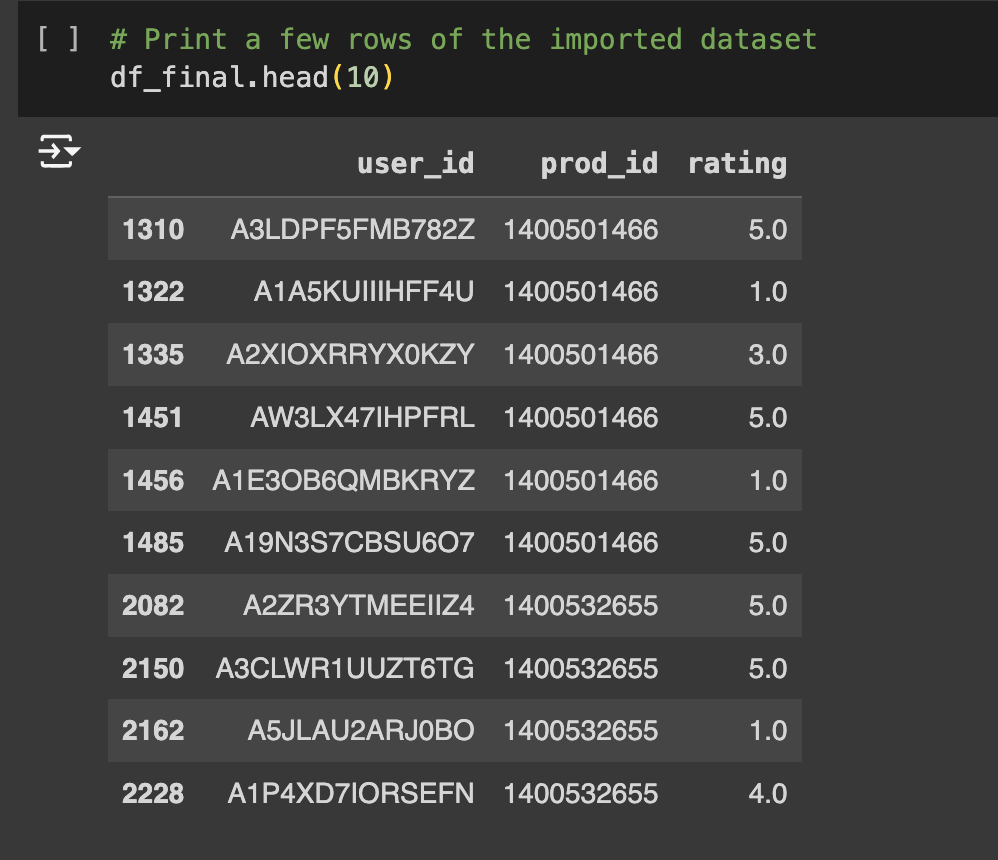 [ ] # Print a few rows of the imported dataset
df_final.head(10)
user_id prod_id rating
1310 A3LDPF5FMB782Z 1400501466 5.0
1322 A1A5KUIIIHFF4U 1400501466 1.0
1335 A2XIOXRRYX0KZY 1400501466 3.0
1451 AW3LX47IHPFRL 1400501466 5.0
1456 A1E3OB6QMBKRYZ 1400501466 1.0
1485 A19N3S7CBSU6O7 1400501466 5.0
2082 A2ZR3YTMEEIIZ4 1400532655 5.0
2150 A3CLWR1UUZT6TG 1400532655 5.0
2162 A5JLAU2ARJ0BO 1400532655 1.0
2228 A1P4XD7IORSEFN 1400532655 4.0